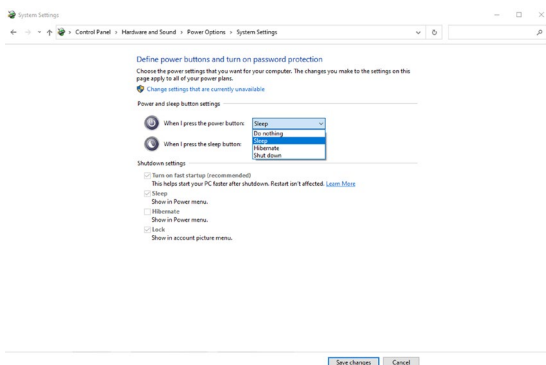 System Settings
Control Panel > Hardware and Sound > Power Options > System Settings
Define power buttons and turn on password protection
Choose the power settings that you want for your computer. The changes you make to the settings on this
page apply to all of your power plans.
Change settings that are currently unavailable
Power and sleep button settings
When I press the power button: Sleep
Do nothing
Sleep
Hibernate
Shut down
When I press the sleep button:
Shutdown settings
Turn on fast startup (recommended)
This helps start your PC faster after shutdown. Restart isn't affected. Learn More
Sleep
Show in Power menu.
Hibernate
Show in Power menu.
Luck
Show in account picture menu.
Save changes Cancel